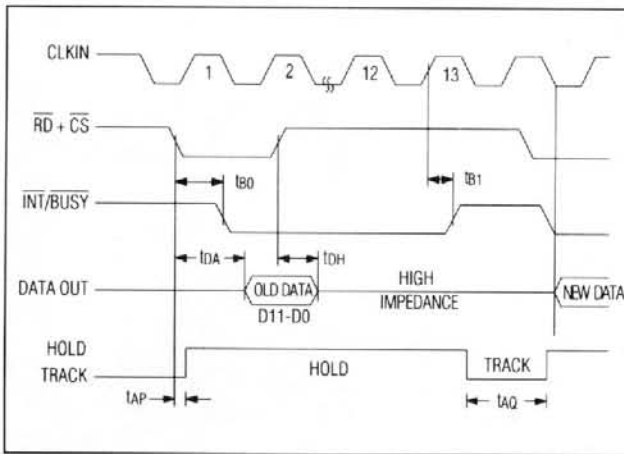 CLKIN
1 2 12 13
RD + CS
tB0
tB1
INT/BUSY
tDA
tDH
DATA OUT
OLD DATA
HIGH
IMPEDANCE
NEW DATA
D11-D0
HOLD
TRACK
HOLD
TRACK
tAP
tAQ